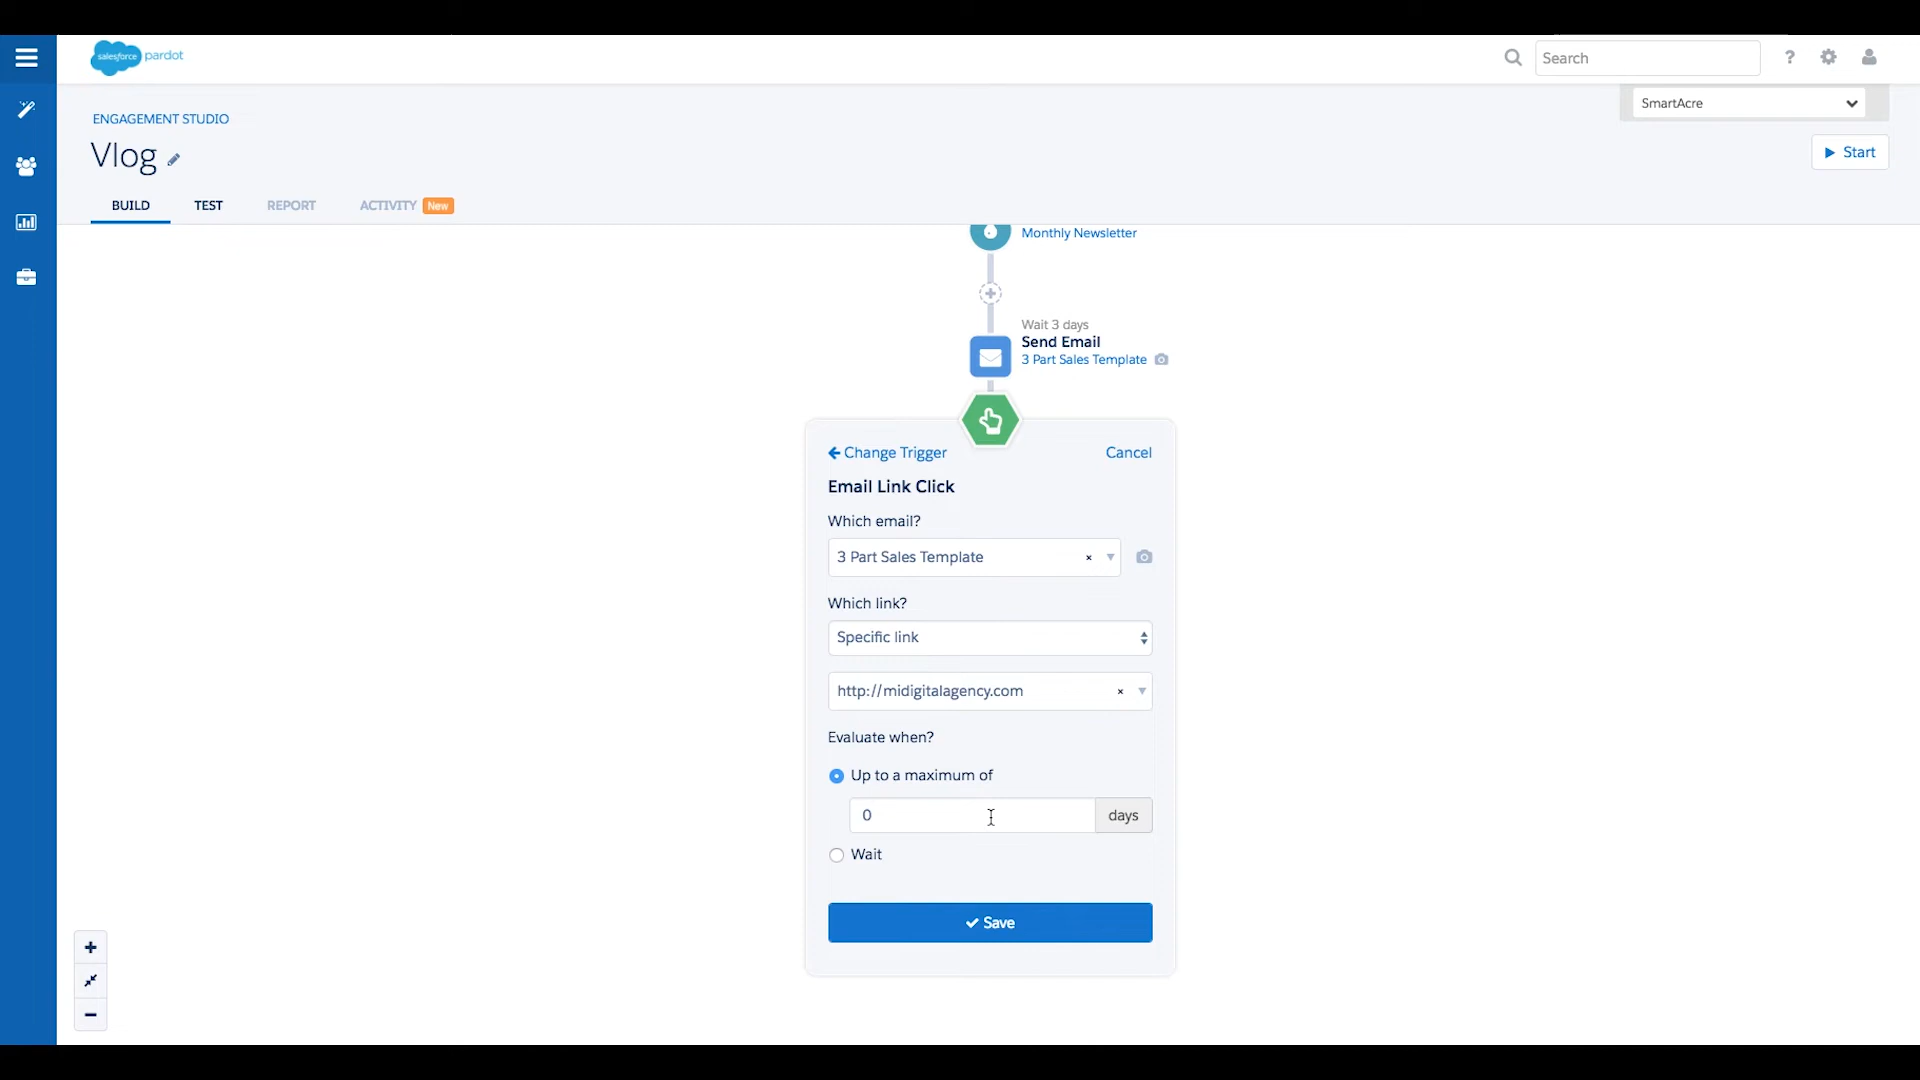 salesforce pardot
Search
SmartAcre
ENGAGEMENT STUDIO
Vlog
Start
BUILD
TEST
REPORT
ACTIVITY New
Monthly Newsletter
Wait 3 days
Send Email
3 Part Sales Template
Change Trigger
Cancel
Email Link Click
Which email?
3 Part Sales Template
Which link?
Specific link
http://midigitalagency.com
Evaluate when?
Up to a maximum of
0 days
Wait
Save